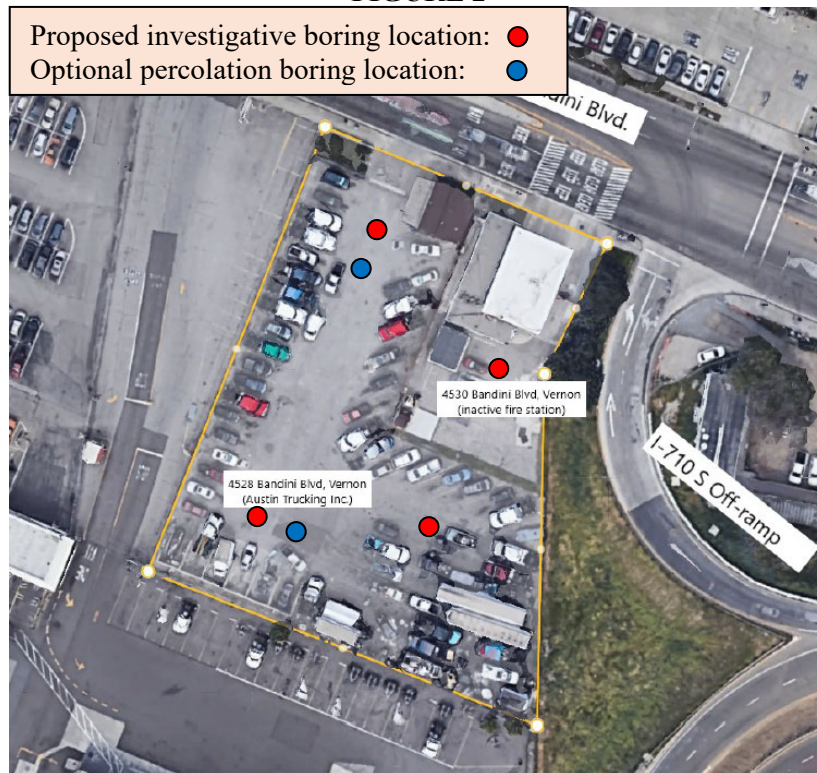 Proposed investigative boring location:
Optional percolation boring location:
Blvd.
4530 Bandini Blvd, Vernon
(inactive fire station)
4528 Bandini Blvd, Vernon
(Austin Trucking Inc.)
I-710 S Off-ramp